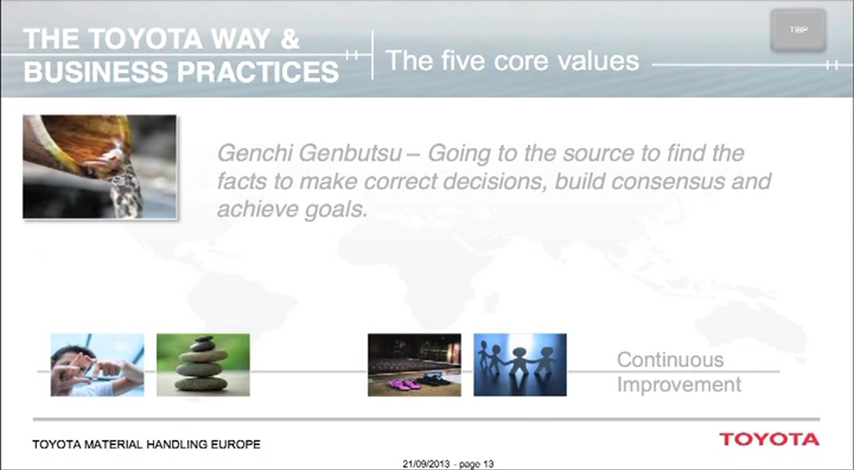 THE TOYOTA WAY &
BUSINESS PRACTICES
The five core values
TIBP
Genchi Genbutsu – Going to the source to find the
facts to make correct decisions, build consensus and
achieve goals.
Continuous
Improvement
TOYOTA MATERIAL HANDLING EUROPE
TOYOTA
21/09/2013 - page 13